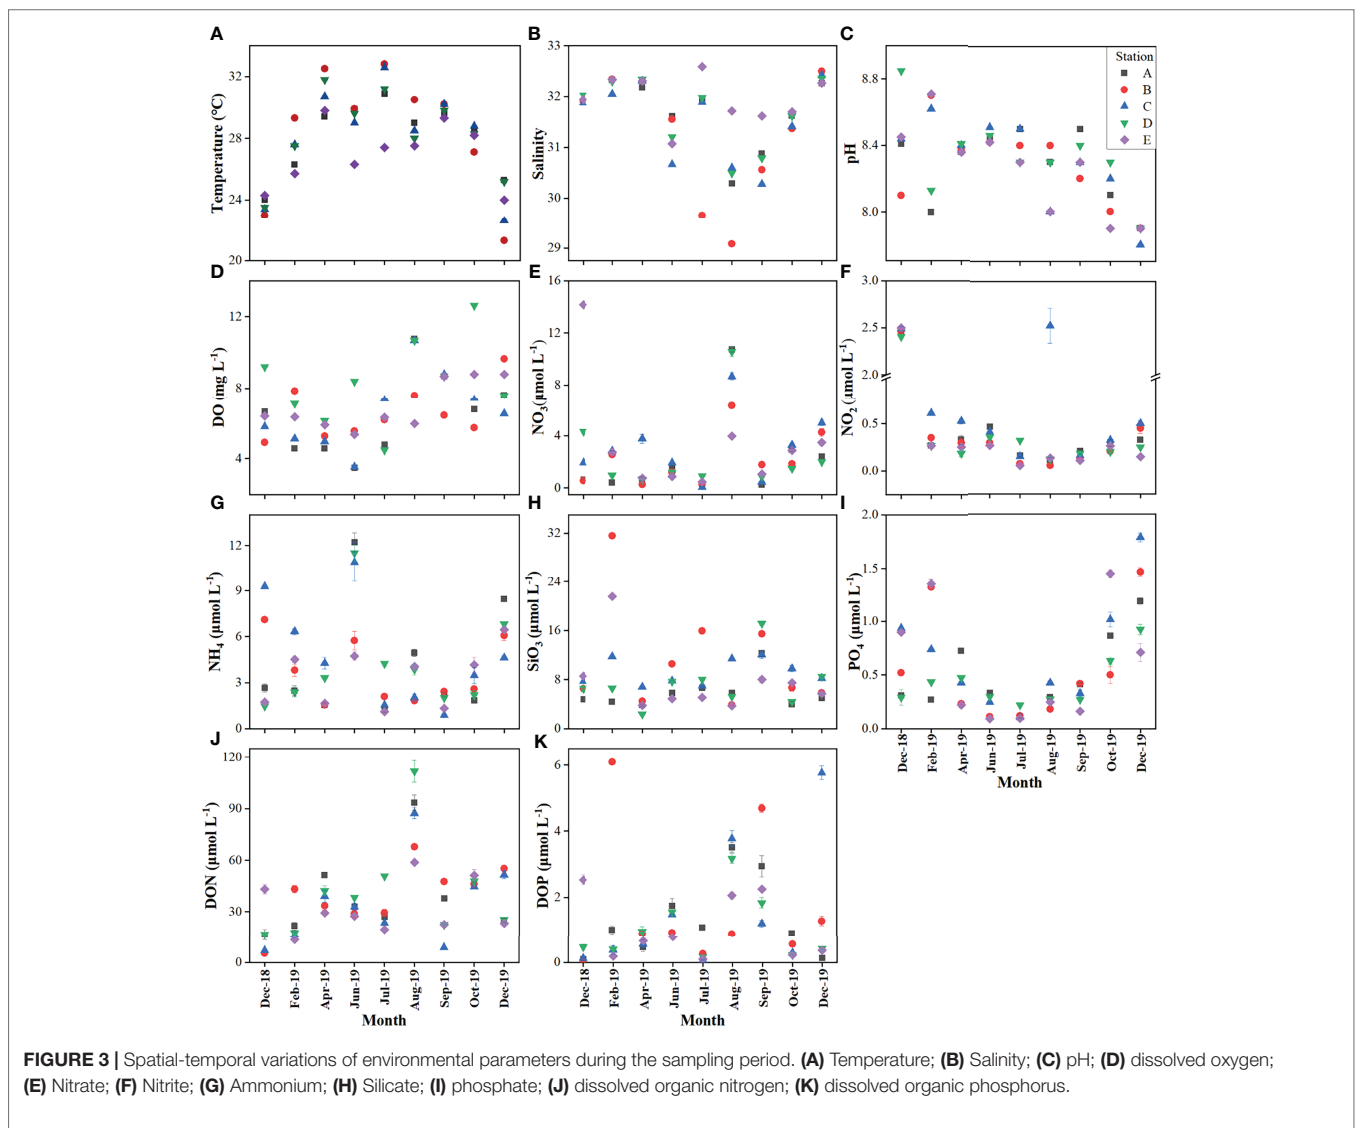 A
B
C
Temperature (°C)
32
28
24
20
Salinity
33
32
31
30
29
pH
8.8
8.4
8.0
Station
A
B
C
D
E
D
E
F
DO (mg L-1)
12
8
4
NO3(μmol L-1)
16
12
8
4
0
NO2 (μmol L-1)
3.0
2.5
2.0
0.5
0.0
G
H
I
NH4 (μmol L-1)
12
9
6
3
0
SiO3 (μmol L-1)
32
24
16
8
0
PO4 (μmol L-1)
2.0
1.5
1.0
0.5
0.0
Dec-18 Feb-19 Apr-19 Jun-19 Jul-19 Aug-19 Sep-19 Oct-19 Dec-19
Month
J
K
DON (μmol L-1)
120
90
60
30
0
Dec-18 Feb-19 Apr-19 Jun-19 Jul-19 Aug-19 Sep-19 Oct-19 Dec-19
Month
DOP (μmol L-1)
6
4
2
0
Dec-18 Feb-19 Apr-19 Jun-19 Jul-19 Aug-19 Sep-19 Oct-19 Dec-19
Month
FIGURE 3 | Spatial-temporal variations of environmental parameters during the sampling period. (A) Temperature; (B) Salinity; (C) pH; (D) dissolved oxygen;
(E) Nitrate; (F) Nitrite; (G) Ammonium; (H) Silicate; (I) phosphate; (J) dissolved organic nitrogen; (K) dissolved organic phosphorus.